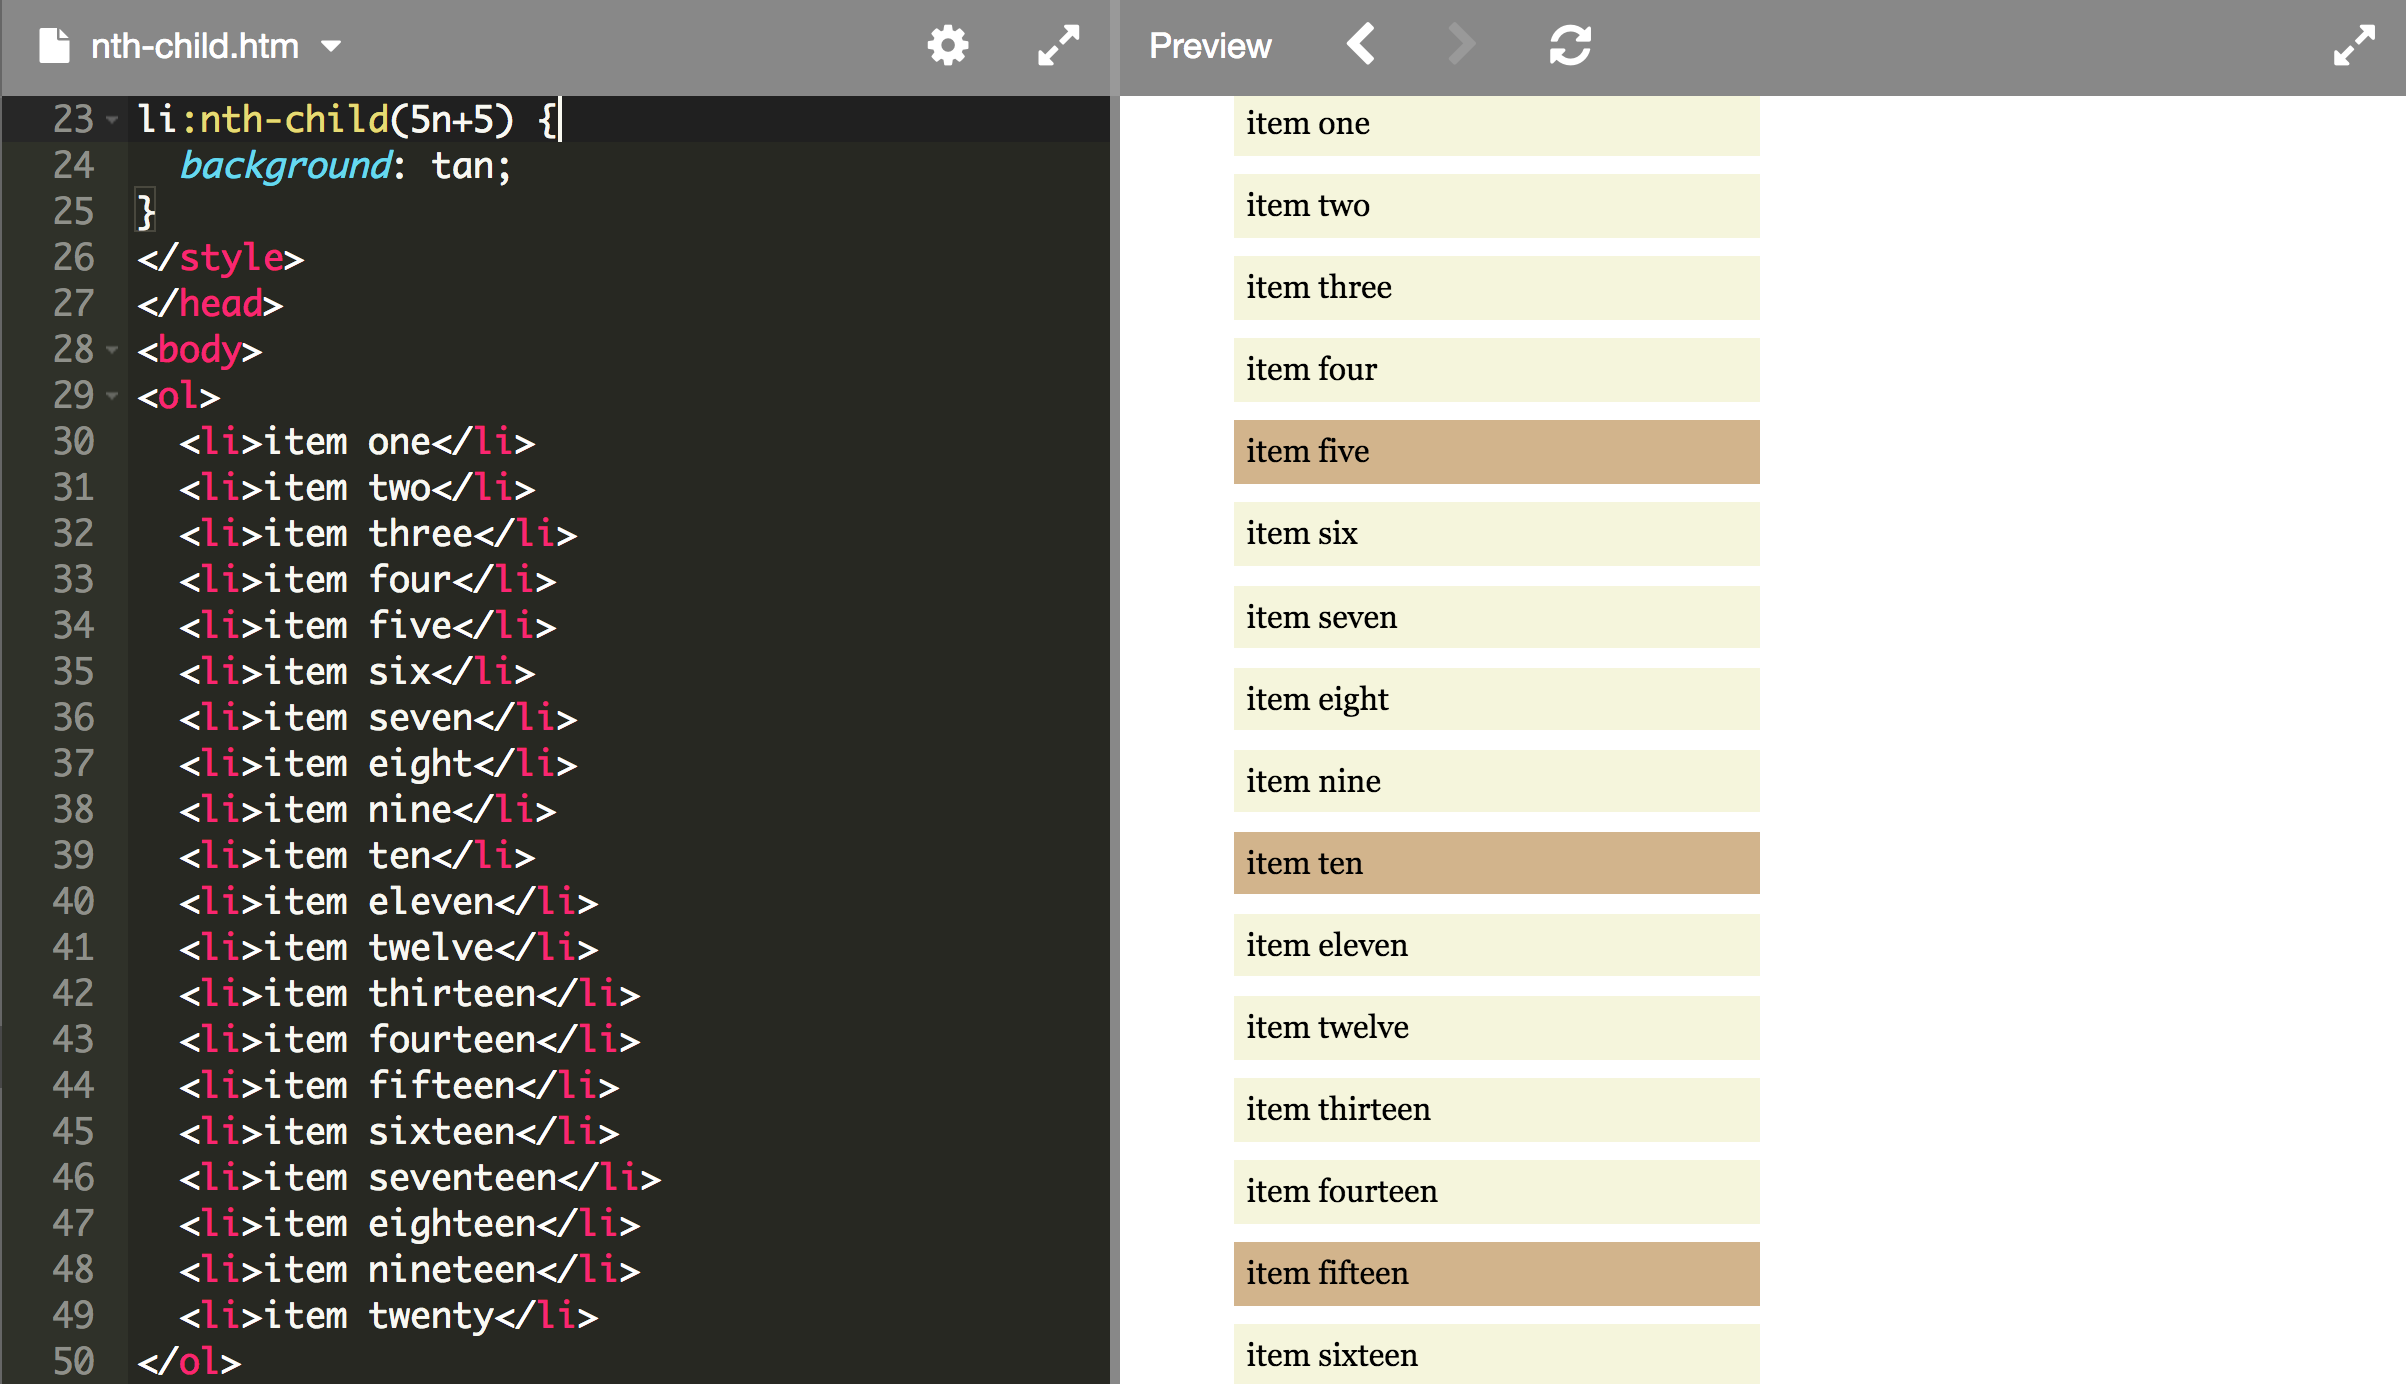 nth-child.htm
23 li:nth-child(5n+5) {
24 background: tan;
25 }
26 </style>
27 </head>
28 <body>
29 <ol>
30 <li>item one</li>
31 <li>item two</li>
32 <li>item three</li>
33 <li>item four</li>
34 <li>item five</li>
35 <li>item six</li>
36 <li>item seven</li>
37 <li>item eight</li>
38 <li>item nine</li>
39 <li>item ten</li>
40 <li>item eleven</li>
41 <li>item twelve</li>
42 <li>item thirteen</li>
43 <li>item fourteen</li>
44 <li>item fifteen</li>
45 <li>item sixteen</li>
46 <li>item seventeen</li>
47 <li>item eighteen</li>
48 <li>item nineteen</li>
49 <li>item twenty</li>
50 </ol>
Preview
item one
item two
item three
item four
item five
item six
item seven
item eight
item nine
item ten
item eleven
item twelve
item thirteen
item fourteen
item fifteen
item sixteen